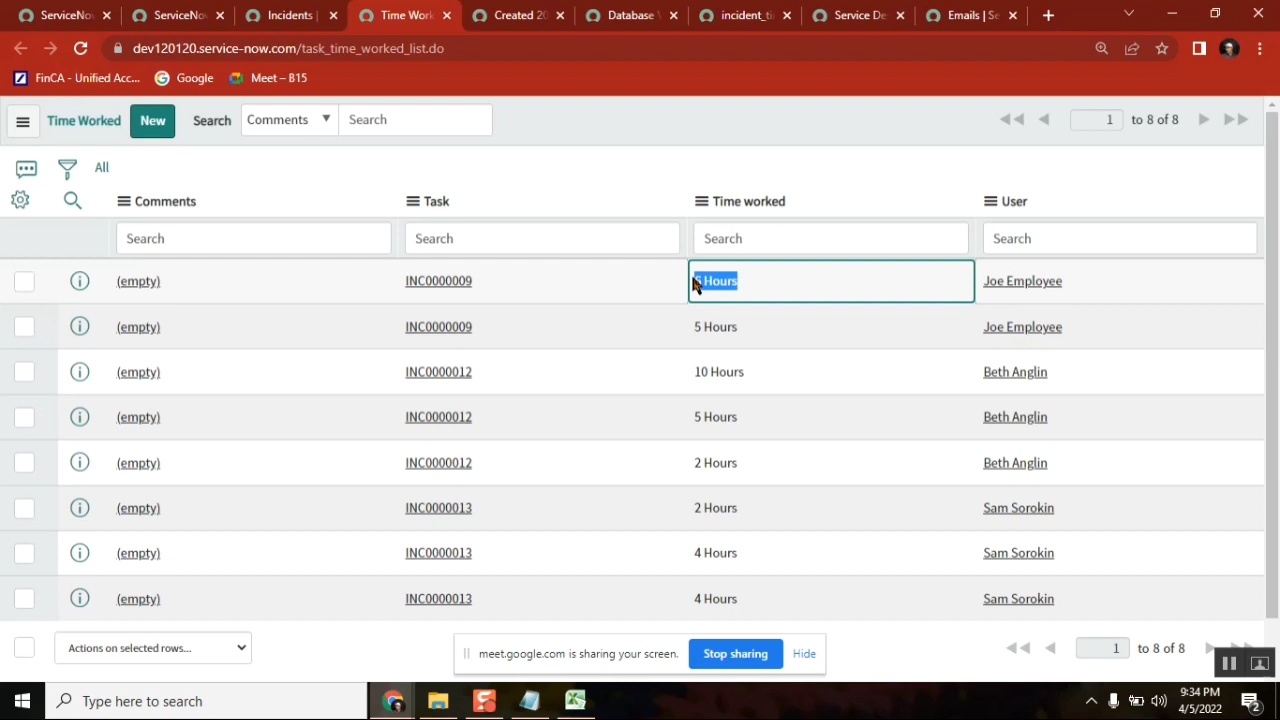 ServiceNo
ServiceNo
Incidents |
Time Work
Created 20
Database
incident_ti
Service De
Emails | Se
dev120120.service-now.com/task_time_worked_list.do
FinCA - Unified Acc...
Google
Meet – B15
Time Worked
New
Search
Comments
Search
1 to 8 of 8
All
Comments
Task
Time worked
User
Search
Search
Search
Search
(empty) INC0000009 Hours Joe Employee
(empty) INC0000009 5 Hours Joe Employee
(empty) INC0000012 10 Hours Beth Anglin
(empty) INC0000012 5 Hours Beth Anglin
(empty) INC0000012 2 Hours Beth Anglin
(empty) INC0000013 2 Hours Sam Sorokin
(empty) INC0000013 4 Hours Sam Sorokin
(empty) INC0000013 4 Hours Sam Sorokin
Actions on selected rows...
meet.google.com is sharing your screen.
Stop sharing
Hide
1 to 8 of 8
Type here to search
9:34 PM
4/5/2022
2